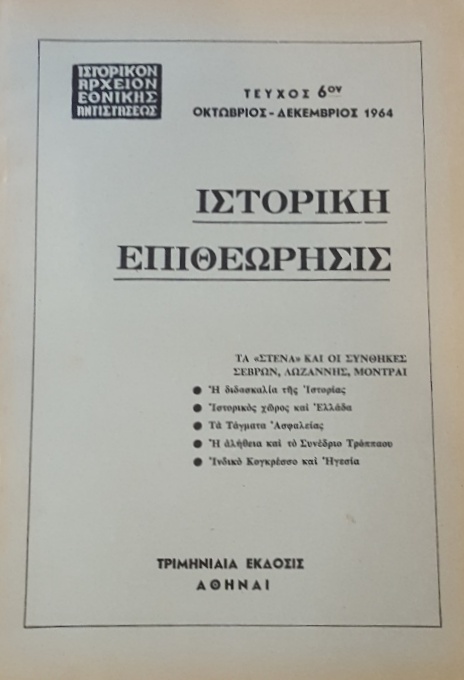 ΙΣΤΟΡΙΚΟΝ
ΑΡΧΕΙΟΝ
ΕΘΝΙΚΗΣ
ΑΝΤΙΣΤΑΣΕΩΣ
ΤΕΥΧΟΣ 6ον
ΟΚΤΩΒΡΙΟΣ - ΔΕΚΕΜΒΡΙΟΣ 1964
ΙΣΤΟΡΙΚΗ
ΕΠΙΘΕΩΡΗΣΙΣ
ΤΑ «ΣΤΕΝΑ» ΚΑΙ ΟΙ ΣΥΝΘΗΚΕΣ
ΣΕΒΡΩΝ, ΛΩΖΑΝΝΗΣ, ΜΟΝΤΡΑΙ
● Ἡ διδασκαλία τῆς Ἱστορίας
● Ἱστορικὸς χῶρος καὶ Ἑλλάδα
● Τὰ Τάγματα Ἀσφαλείας
● Ἡ ἀλήθεια καὶ τὸ Συνέδριο Τρόππαου
● Ἰνδικὸ Κογκρέσσο καὶ Ἡγεσία
ΤΡΙΜΗΝΙΑΙΑ ΕΚΔΟΣΙΣ
ΑΘΗΝΑΙ